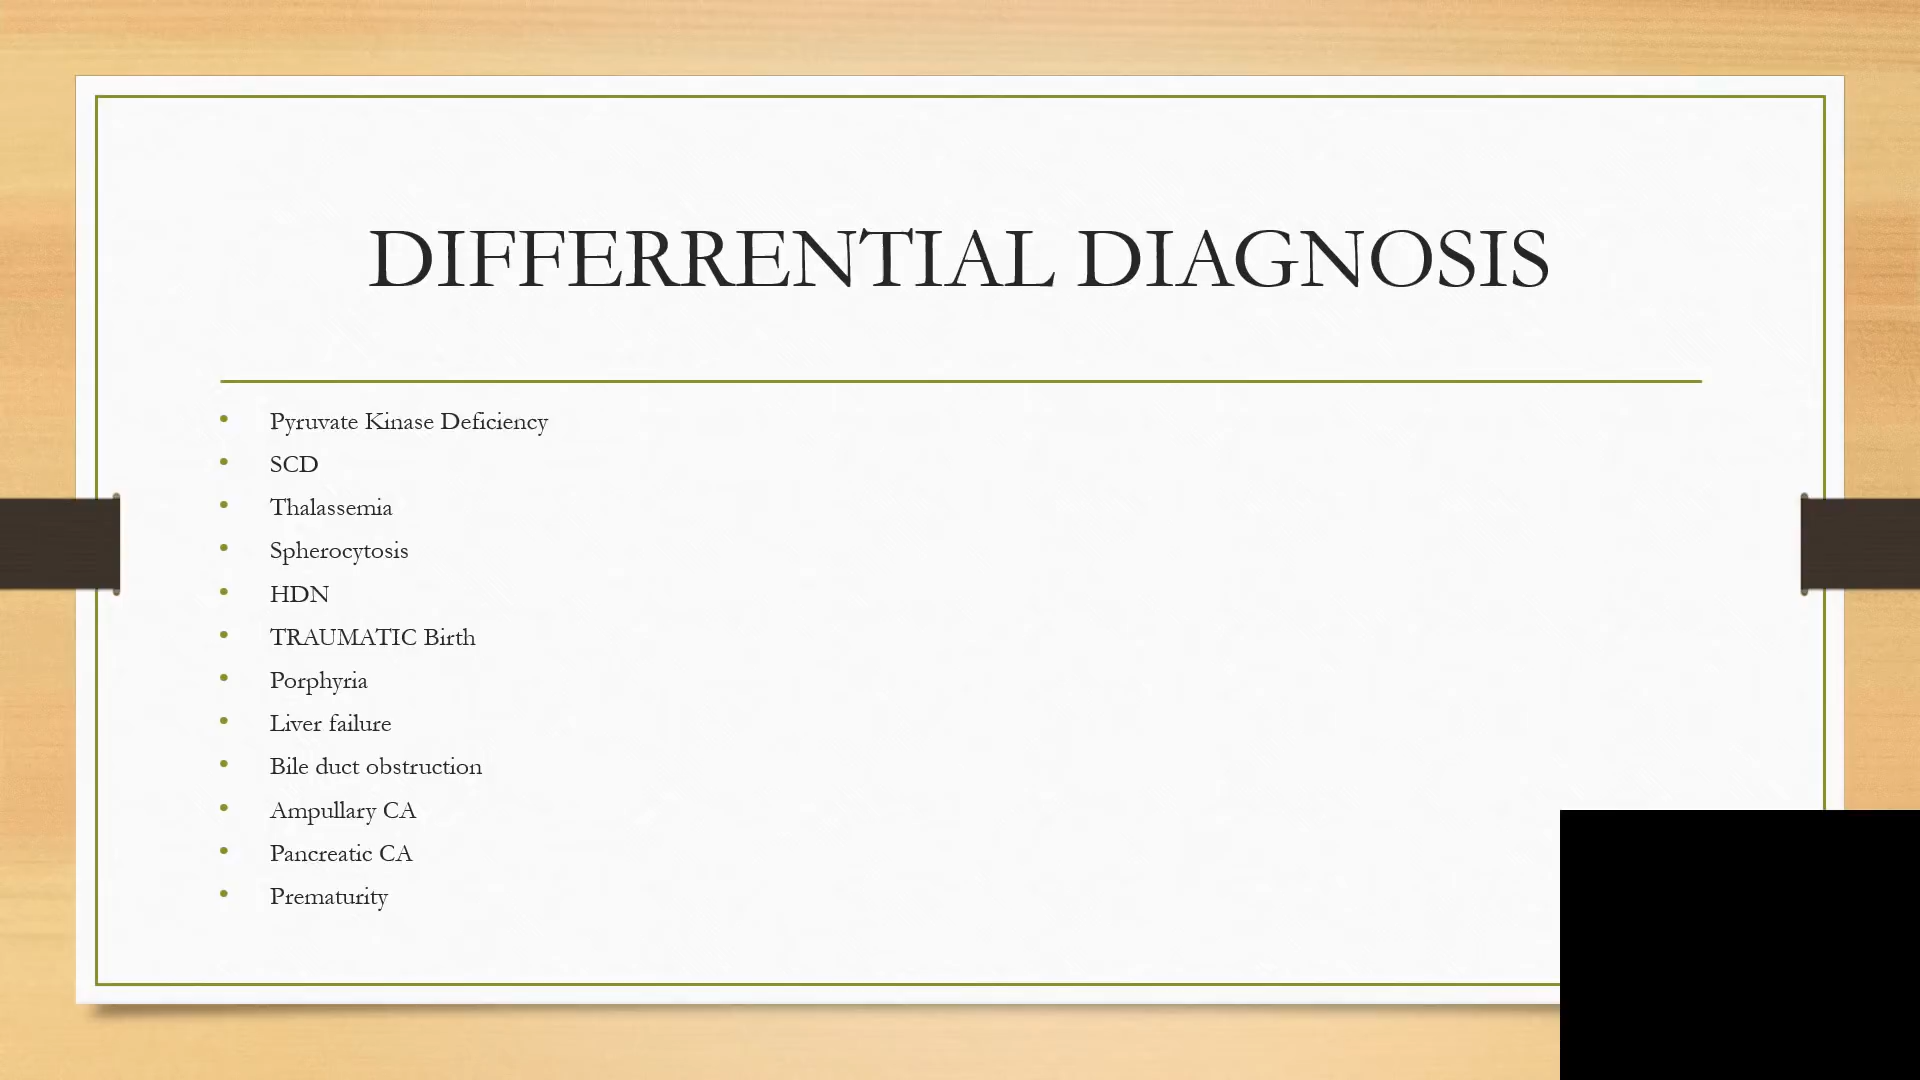 DIFFERRENTIAL DIAGNOSIS
• Pyruvate Kinase Deficiency
• SCD
• Thalassemia
• Spherocytosis
• HDN
• TRAUMATIC Birth
• Porphyria
• Liver failure
• Bile duct obstruction
• Ampullary CA
• Pancreatic CA
• Prematurity